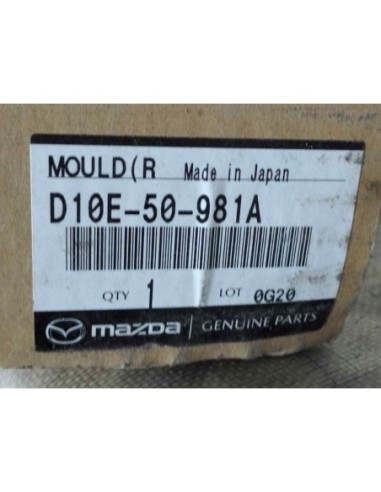 MOULD(R Made in Japan
D10E-50-981A
QTY 1 LOT 0G20
mazda GENUINE PARTS